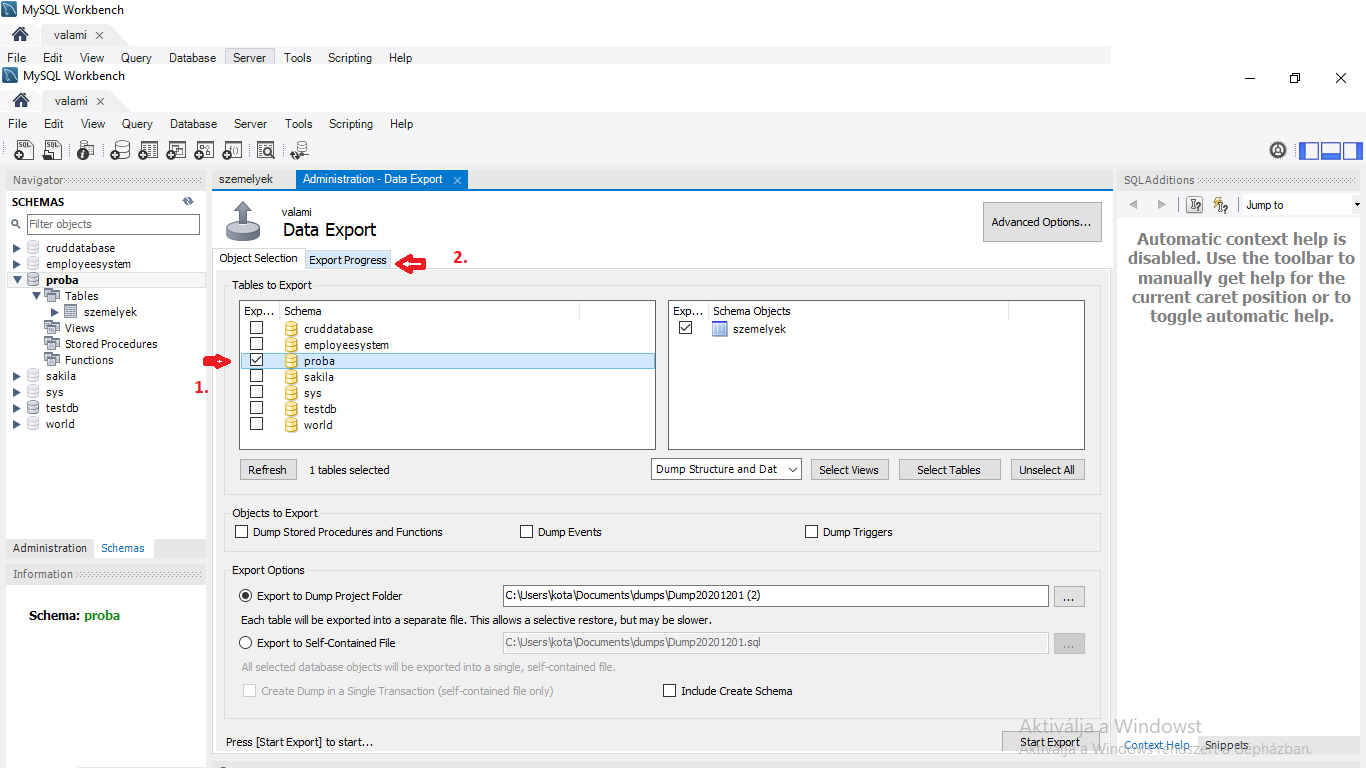 MySQL Workbench
valami
File Edit View Query Database Server Tools Scripting Help
MySQL Workbench
valami
File Edit View Query Database Server Tools Scripting Help
Navigator
SCHEMAS
Filter objects
cruddatabase
employeesystem
proba
Tables
szemelyek
Views
Stored Procedures
Functions
sakila
sys
testdb
world
Administration Schemas
Information
Schema: proba
szemelyek Administration - Data Export
valami
Data Export
Advanced Options...
Object Selection Export Progress
2.
Tables to Export
Exp... Schema
cruddatabase
employeesystem
proba
sakila
sys
testdb
world
1.
Exp... Schema Objects
szemelyek
Refresh 1 tables selected Dump Structure and Dat Select Views Select Tables Unselect All
Objects to Export
Dump Stored Procedures and Functions Dump Events Dump Triggers
Export Options
Export to Dump Project Folder C:\Users\kota\Documents\dumps\Dump20201201 (2) ...
Each table will be exported into a separate file. This allows a selective restore, but may be slower.
Export to Self-Contained File C:\Users\kota\Documents\dumps\Dump20201201.sql ...
All selected database objects will be exported into a single, self-contained file.
Create Dump in a Single Transaction (self-contained file only) Include Create Schema
Press [Start Export] to start... Start Export
SQLAdditions
Jump to
Automatic context help is
disabled. Use the toolbar to
manually get help for the
current caret position or to
toggle automatic help.
Context Help Snippets
Aktiválja a Windowst
Aktiválja a Windows rendszert a Gépházban.